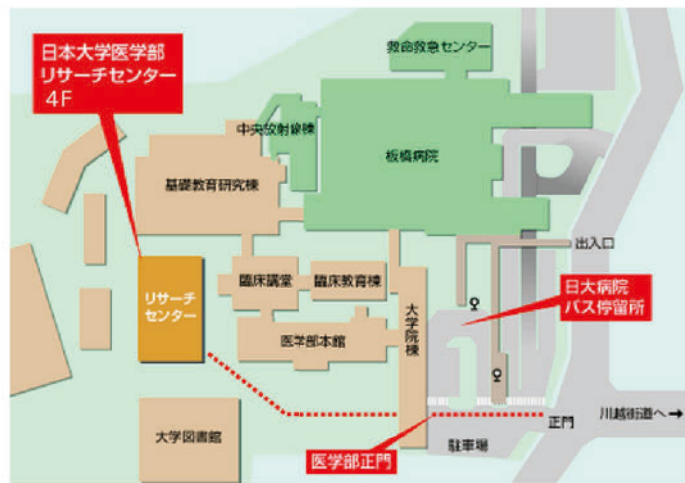 日本大学医学部
リサーチセンター
4F
救命救急センター
中央放射線棟
板橋病院
基礎教育研究棟
出入口
臨床講堂
臨床教育棟
日大病院
バス停留所
リサーチ
センター
大学院棟
医学部本館
大学図書館
医学部正門
駐車場
正門
川越街道へ→